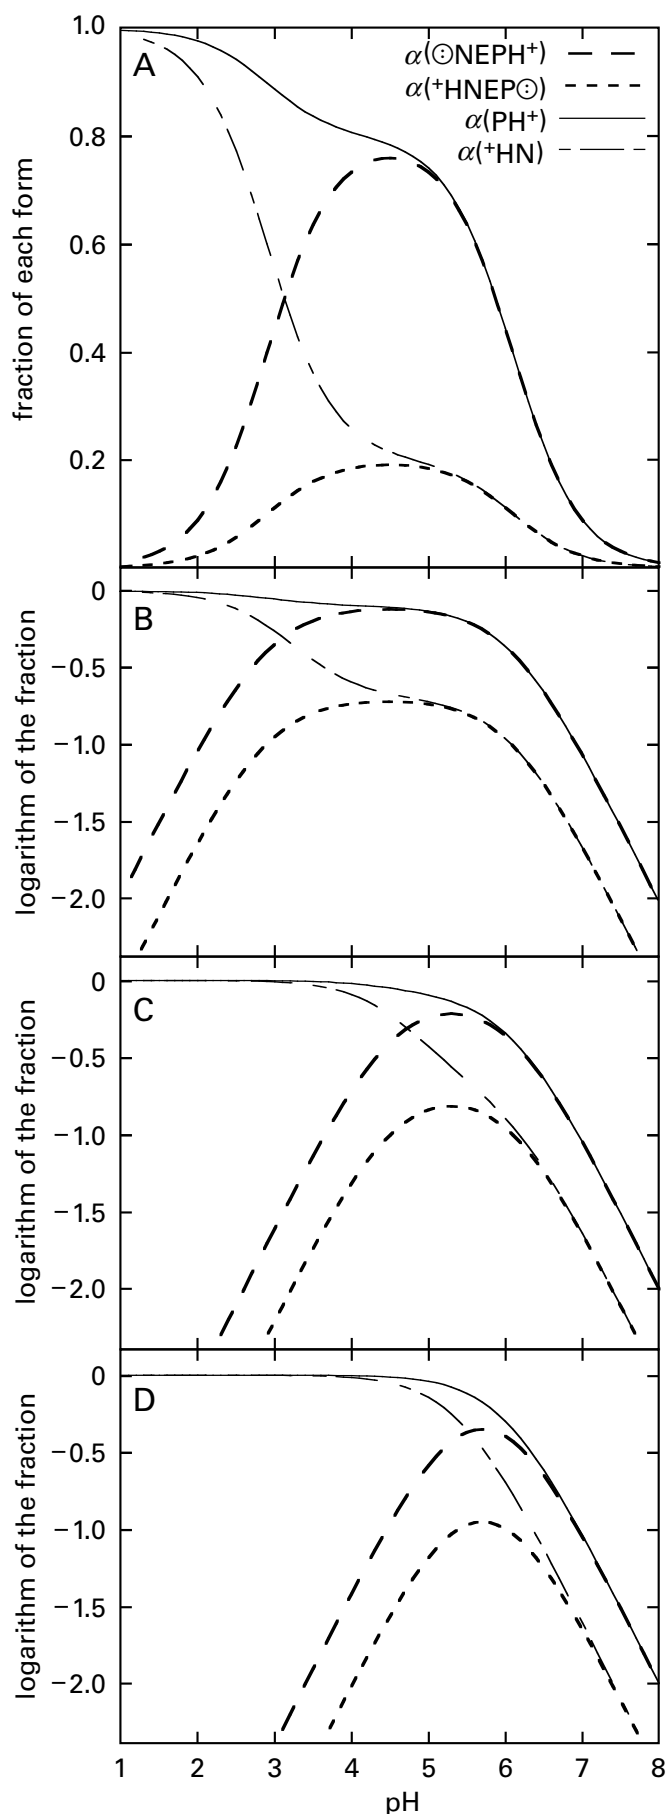 1.0
A
α(⊙NEPH⁺)
α(⁺HNEP⊙)
α(PH⁺)
α(⁺HN)
0.8
0.6
0.4
0.2
fraction of each form
0
B
−0.5
−1.0
−1.5
−2.0
logarithm of the fraction
0
C
−0.5
−1.0
−1.5
−2.0
logarithm of the fraction
0
D
−0.5
−1.0
−1.5
−2.0
logarithm of the fraction
1 2 3 4 5 6 7 8
pH